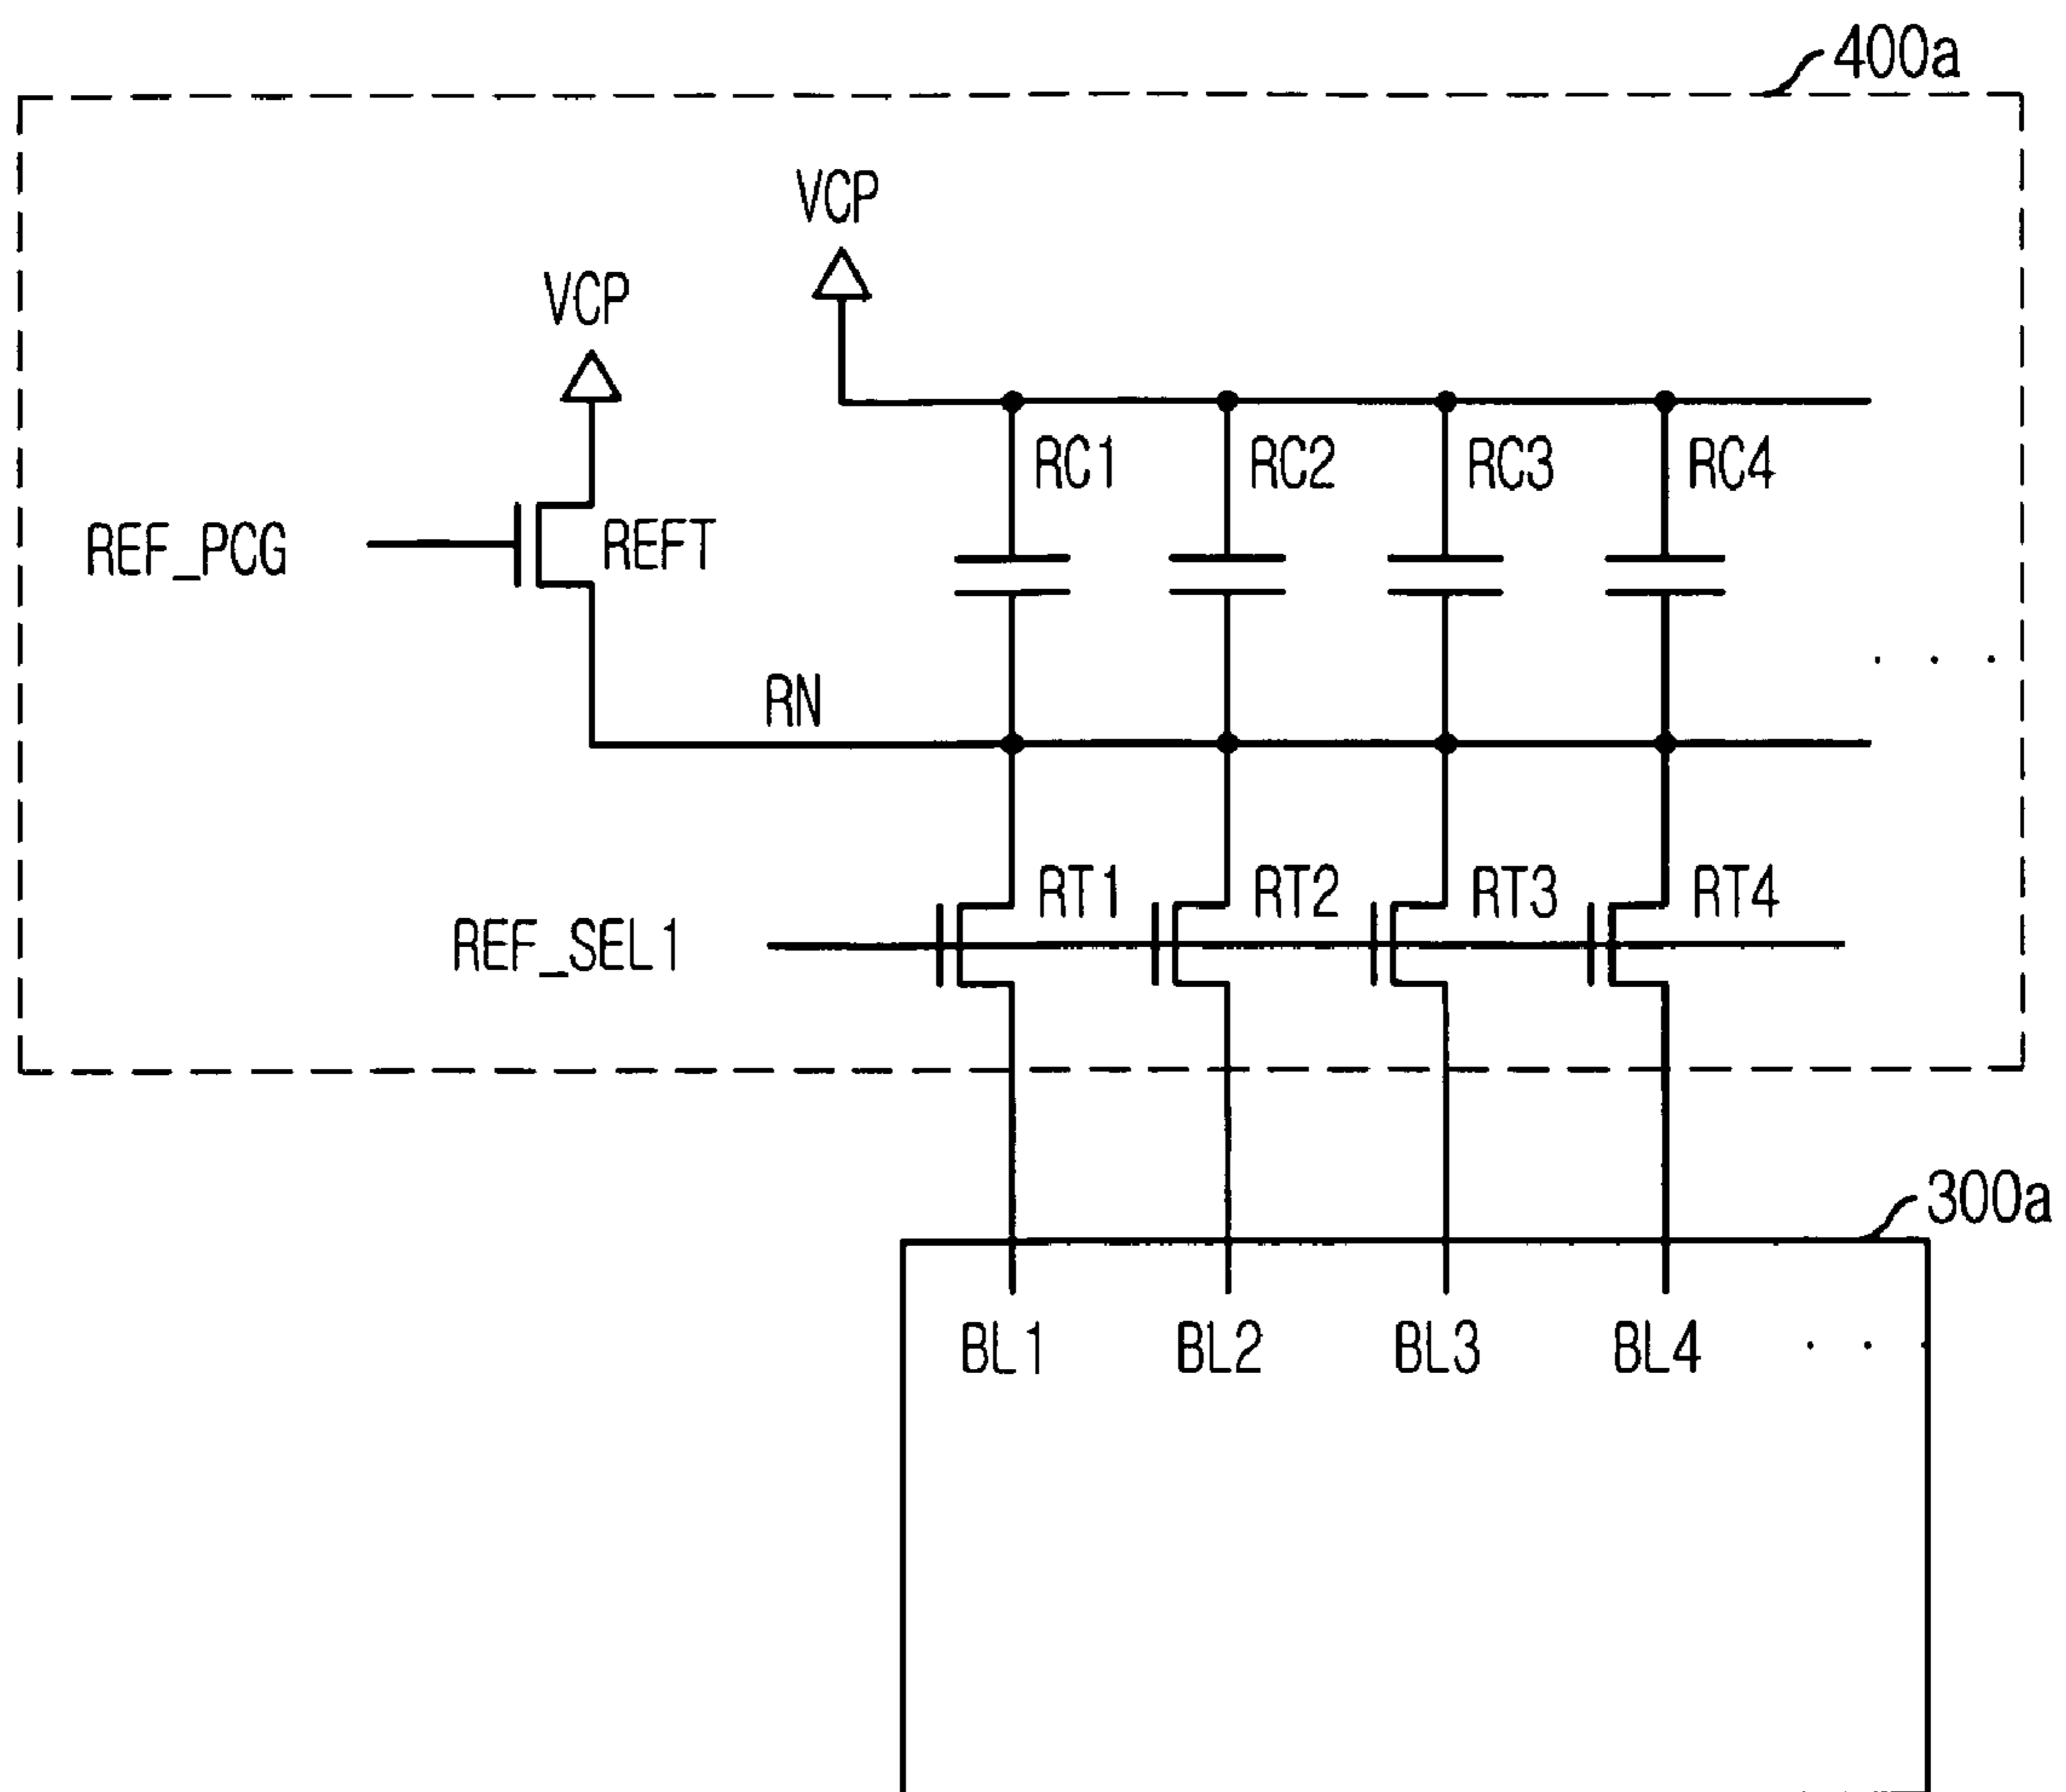 400a
VCP
VCP
RC1 RC2 RC3 RC4
REF_PCG REFT
. . .
RN
RT1 RT2 RT3 RT4
REF_SEL1
300a
BL1 BL2 BL3 BL4 . . .